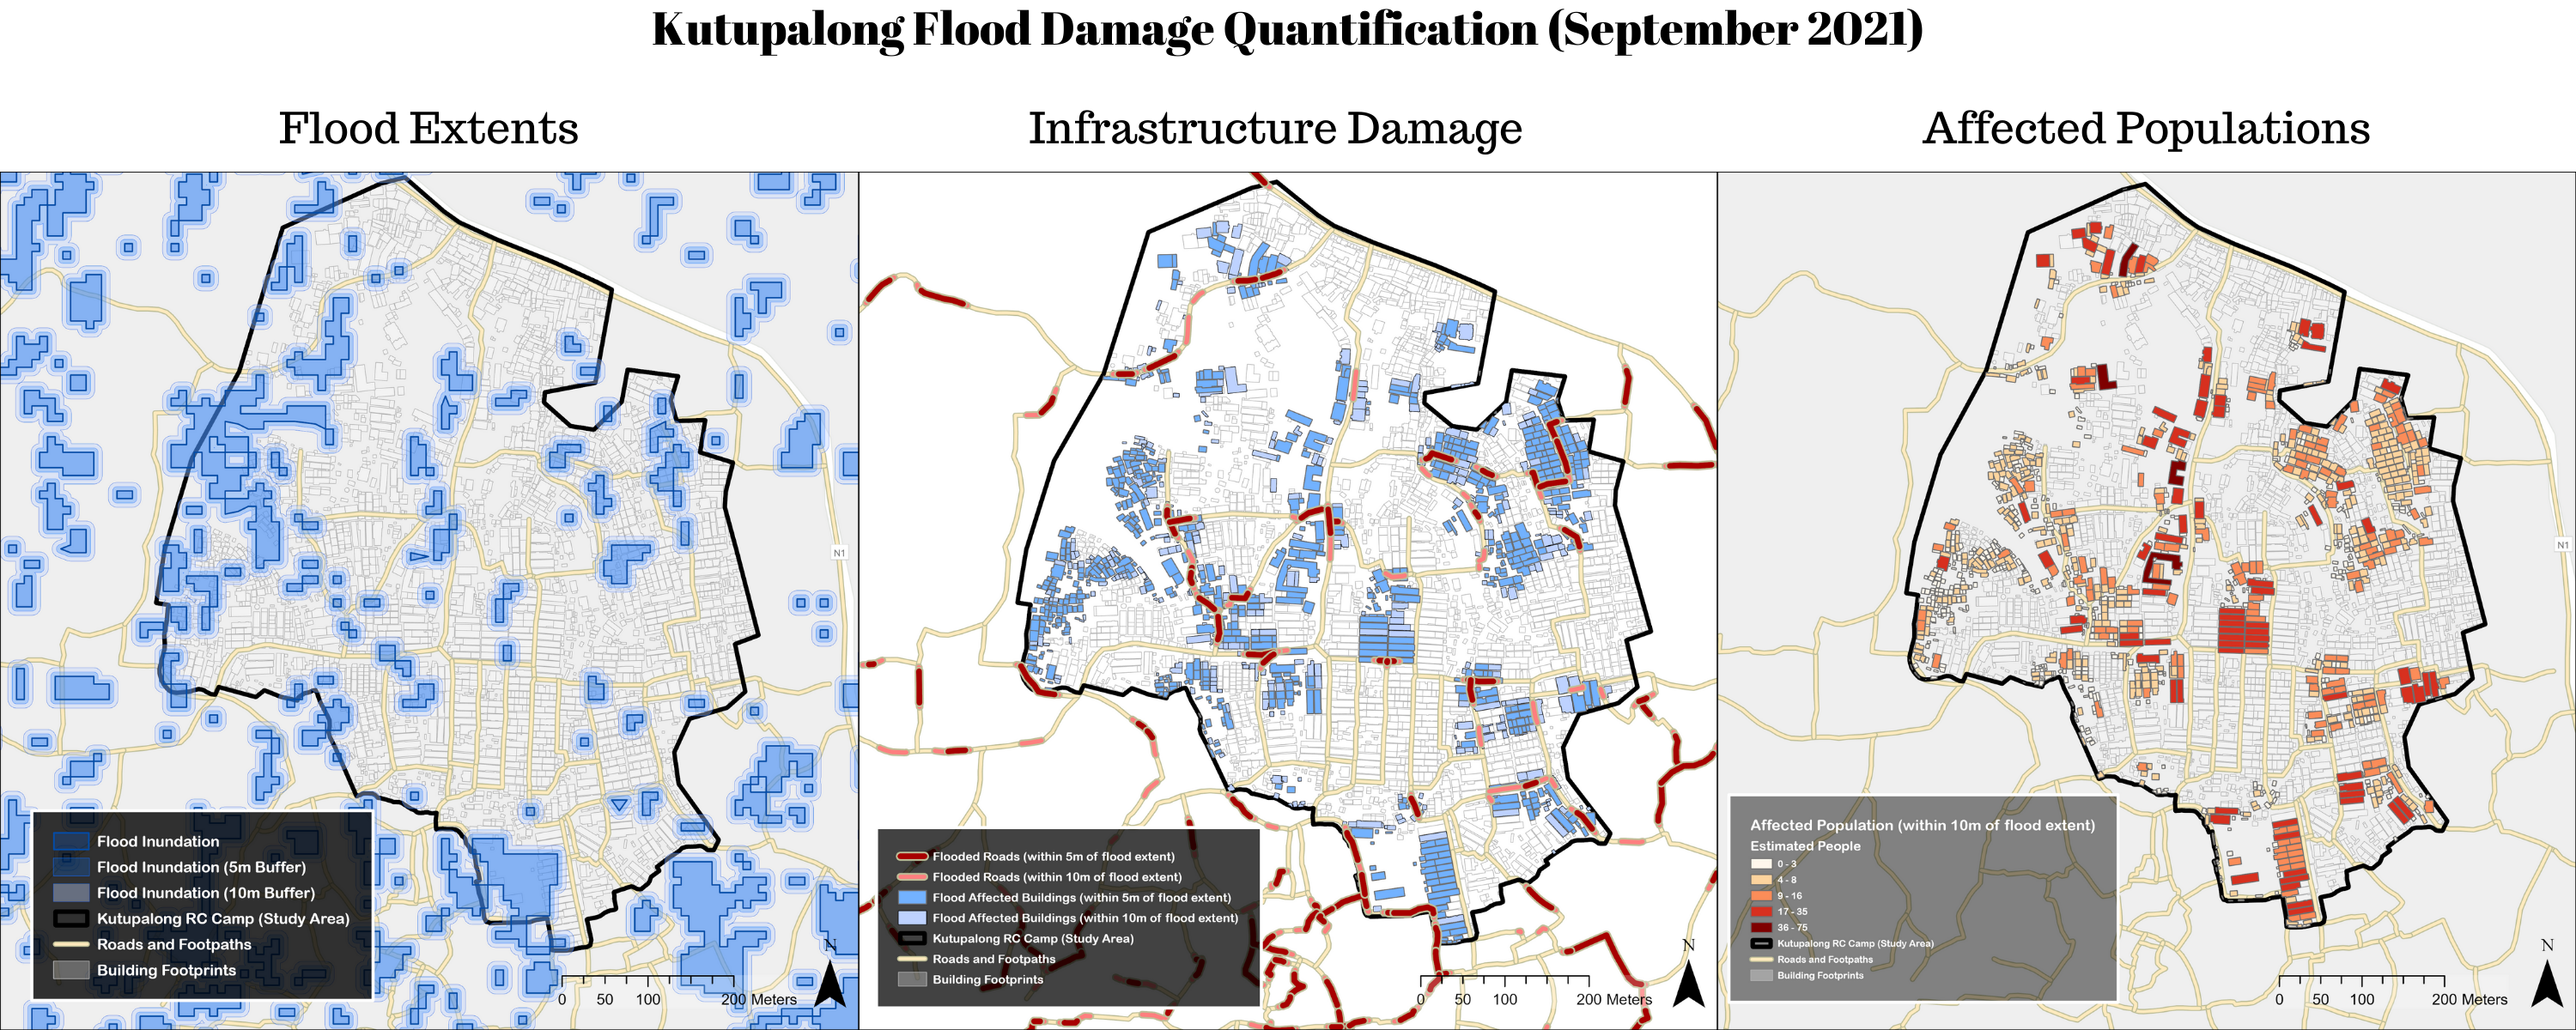 Kutupalong Flood Damage Quantification (September 2021)
Flood Extents
N1
Flood Inundation
Flood Inundation (5m Buffer)
Flood Inundation (10m Buffer)
Kutupalong RC Camp (Study Area)
Roads and Footpaths
Building Footprints
N
0 50 100 200 Meters
Infrastructure Damage
Flooded Roads (within 5m of flood extent)
Flooded Roads (within 10m of flood extent)
Flood Affected Buildings (within 5m of flood extent)
Flood Affected Buildings (within 10m of flood extent)
Kutupalong RC Camp (Study Area)
Roads and Footpaths
Building Footprints
N
0 50 100 200 Meters
Affected Populations
N1
Affected Population (within 10m of flood extent)
Estimated People
0 - 3
4 - 8
9 - 16
17 - 35
36 - 75
Kutupalong RC Camp (Study Area)
Roads and Footpaths
Building Footprints
N
0 50 100 200 Meters